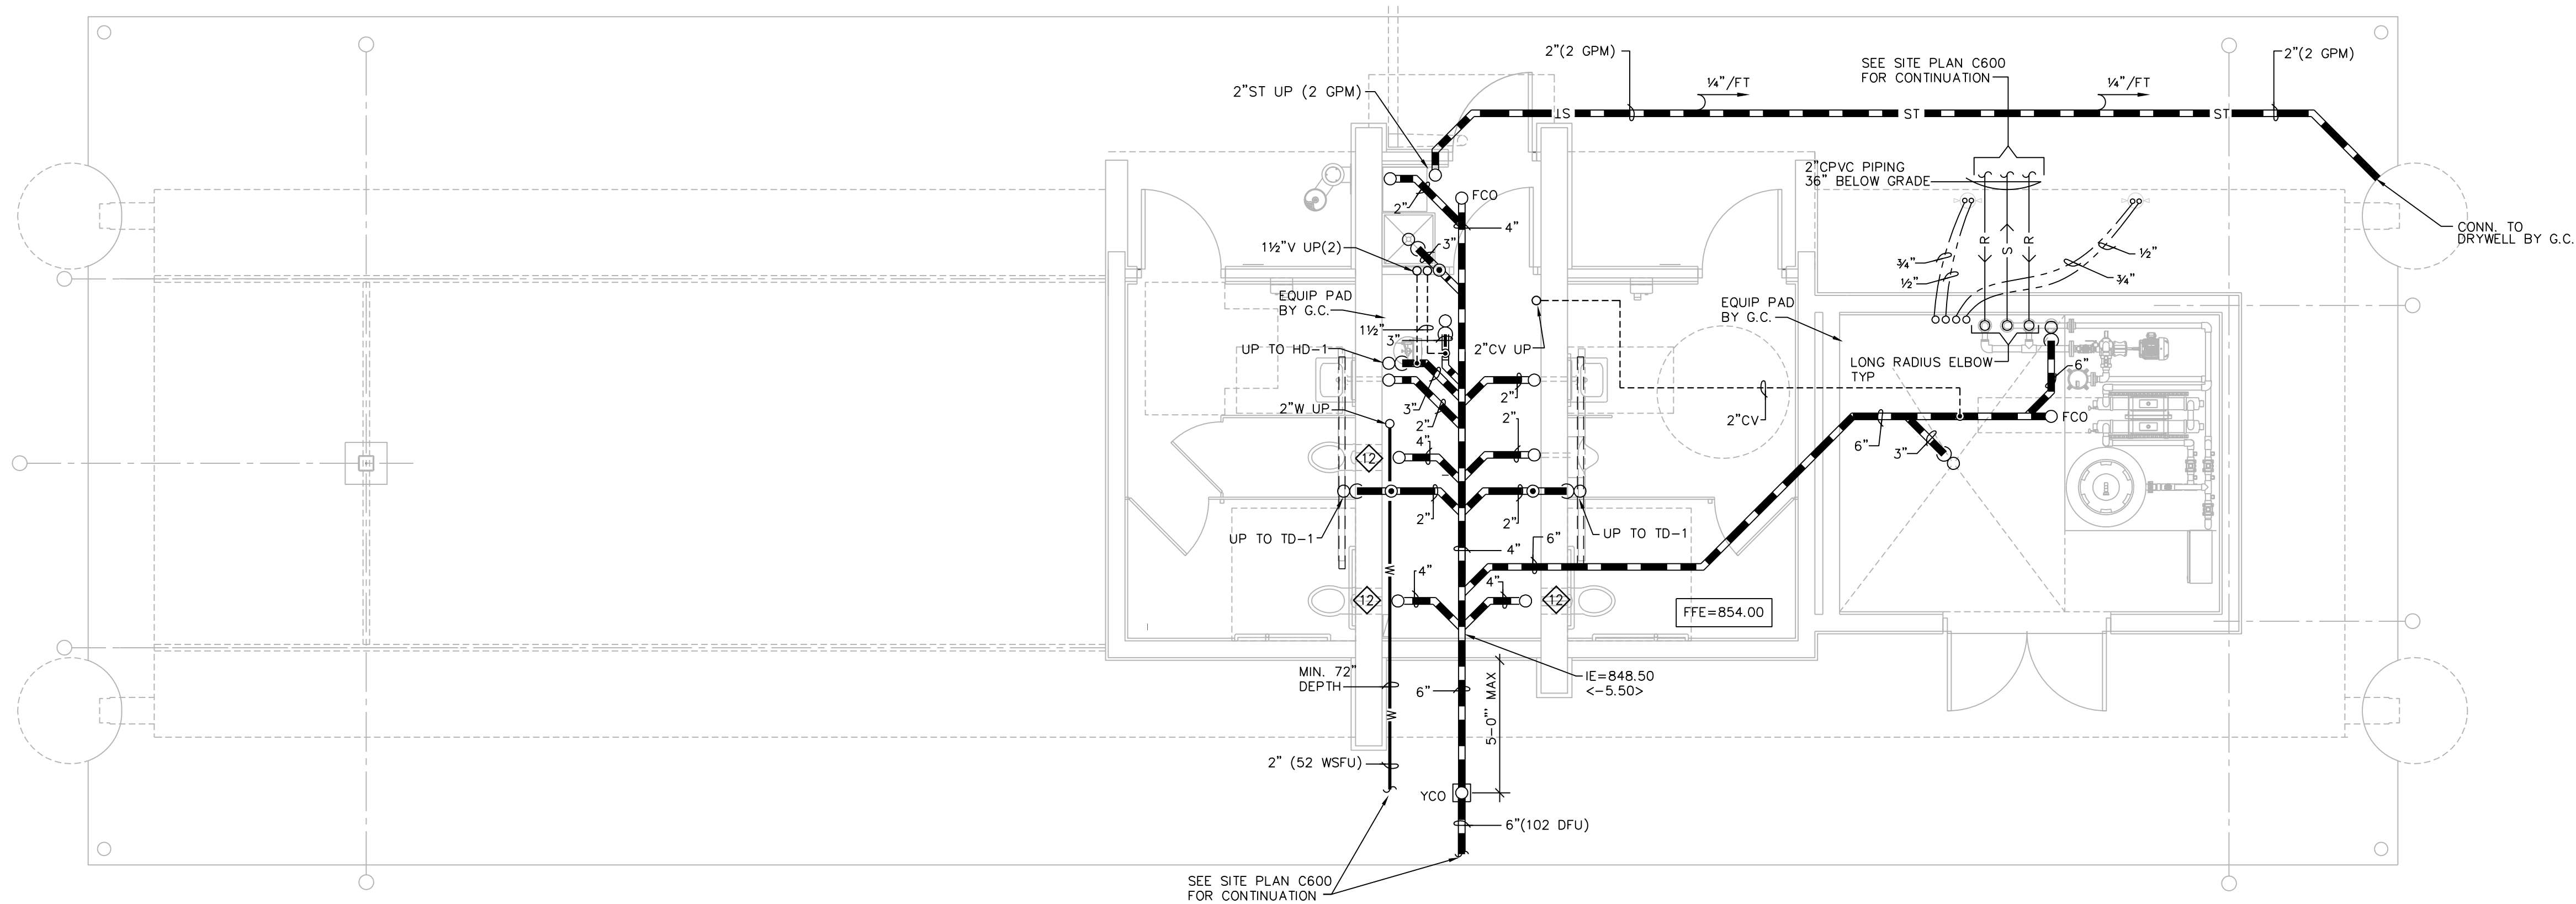 2"(2 GPM)
2"(2 GPM)
SEE SITE PLAN C600
FOR CONTINUATION
¼"/FT
¼"/FT
2"ST UP (2 GPM)
ST
ST
ST
2"CPVC PIPING
36" BELOW GRADE
FCO
2"
4"
CONN. TO
DRYWELL BY G.C.
1½"V UP(2)
3"
R
S
R
½"
¾"
¾"
½"
EQUIP PAD
BY G.C.
EQUIP PAD
BY G.C.
1½"
3"
UP TO HD-1
2"CV UP
LONG RADIUS ELBOW
TYP
6"
2"W UP
3"
2"
2"
2"
2"CV
FCO
4"
12
6"
3"
2"
2"
UP TO TD-1
UP TO TD-1
4"
6"
W
4"
4"
12
12
FFE=854.00
MIN. 72"
DEPTH
6"
IE=848.50
<-5.50>
5-0"' MAX
W
2" (52 WSFU)
YCO
6"(102 DFU)
SEE SITE PLAN C600
FOR CONTINUATION